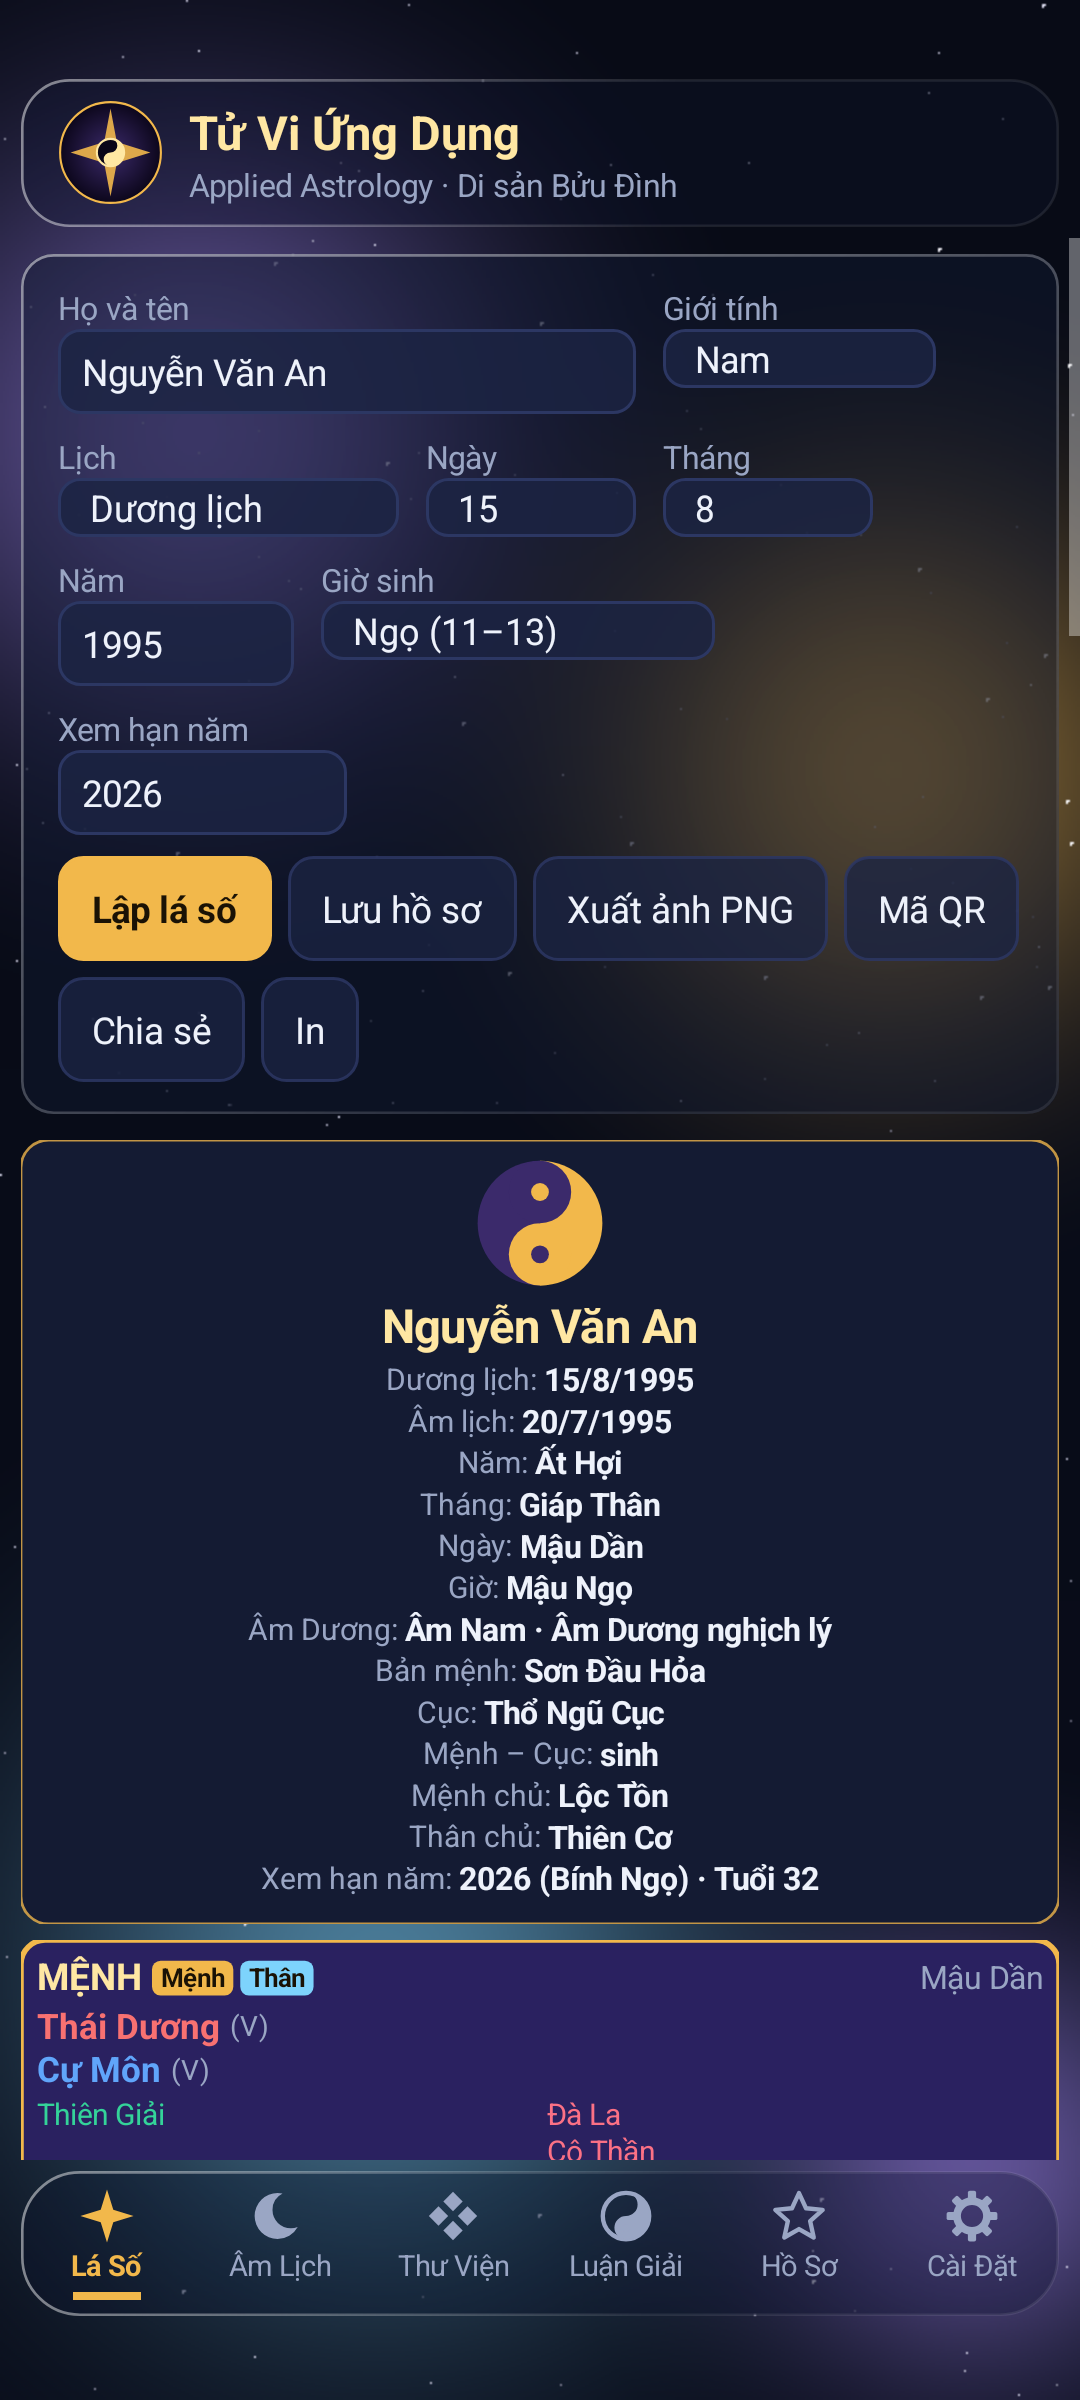 Tử Vi Ứng Dụng
Applied Astrology · Di sản Bửu Đình
Họ và tên
Giới tính
Nguyễn Văn An
Nam
Lịch
Ngày
Tháng
Dương lịch
15
8
Năm
Giờ sinh
1995
Ngọ (11–13)
Xem hạn năm
2026
Lập lá số
Lưu hồ sơ
Xuất ảnh PNG
Mã QR
Chia sẻ
In
Nguyễn Văn An
Dương lịch: 15/8/1995
Âm lịch: 20/7/1995
Năm: Ất Hợi
Tháng: Giáp Thân
Ngày: Mậu Dần
Giờ: Mậu Ngọ
Âm Dương: Âm Nam · Âm Dương nghịch lý
Bản mệnh: Sơn Đầu Hỏa
Cục: Thổ Ngũ Cục
Mệnh – Cục: sinh
Mệnh chủ: Lộc Tồn
Thân chủ: Thiên Cơ
Xem hạn năm: 2026 (Bính Ngọ) · Tuổi 32
MỆNH Mệnh Thân
Mậu Dần
Thái Dương (V)
Cự Môn (V)
Thiên Giải
Đà La
Cô Thần
Lá Số
Âm Lịch
Thư Viện
Luận Giải
Hồ Sơ
Cài Đặt